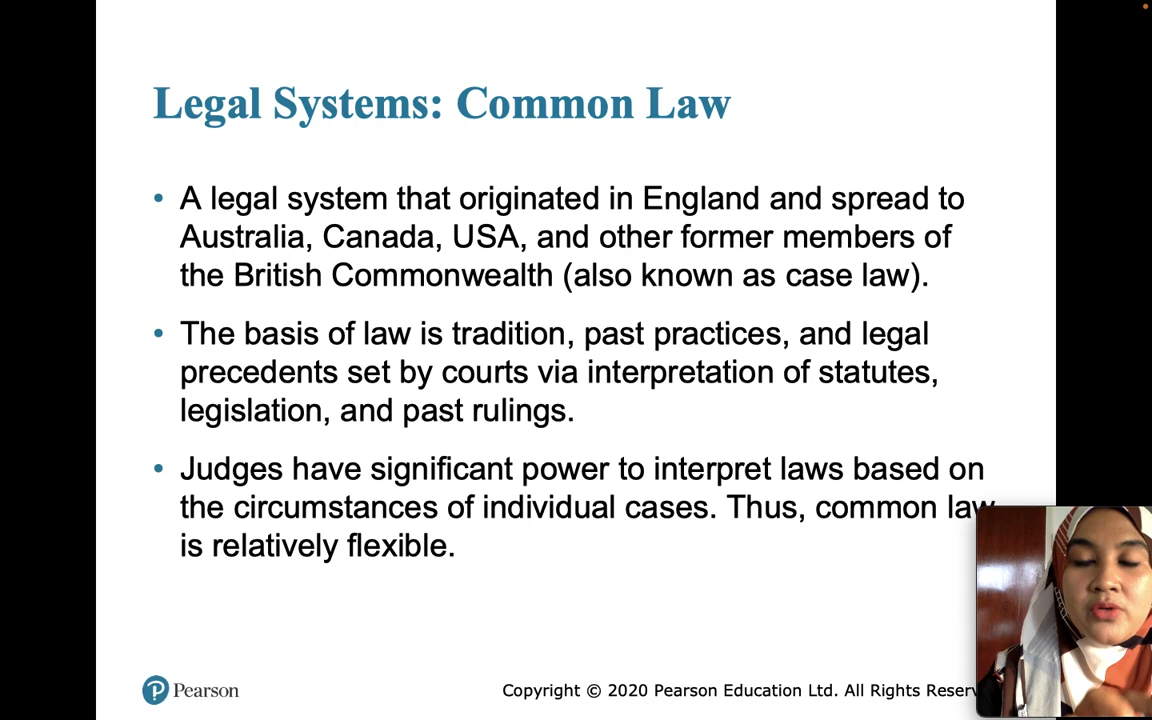 Legal Systems: Common Law
• A legal system that originated in England and spread to
Australia, Canada, USA, and other former members of
the British Commonwealth (also known as case law).
• The basis of law is tradition, past practices, and legal
precedents set by courts via interpretation of statutes,
legislation, and past rulings.
• Judges have significant power to interpret laws based on
the circumstances of individual cases. Thus, common law
is relatively flexible.
Pearson
Copyright © 2020 Pearson Education Ltd. All Rights